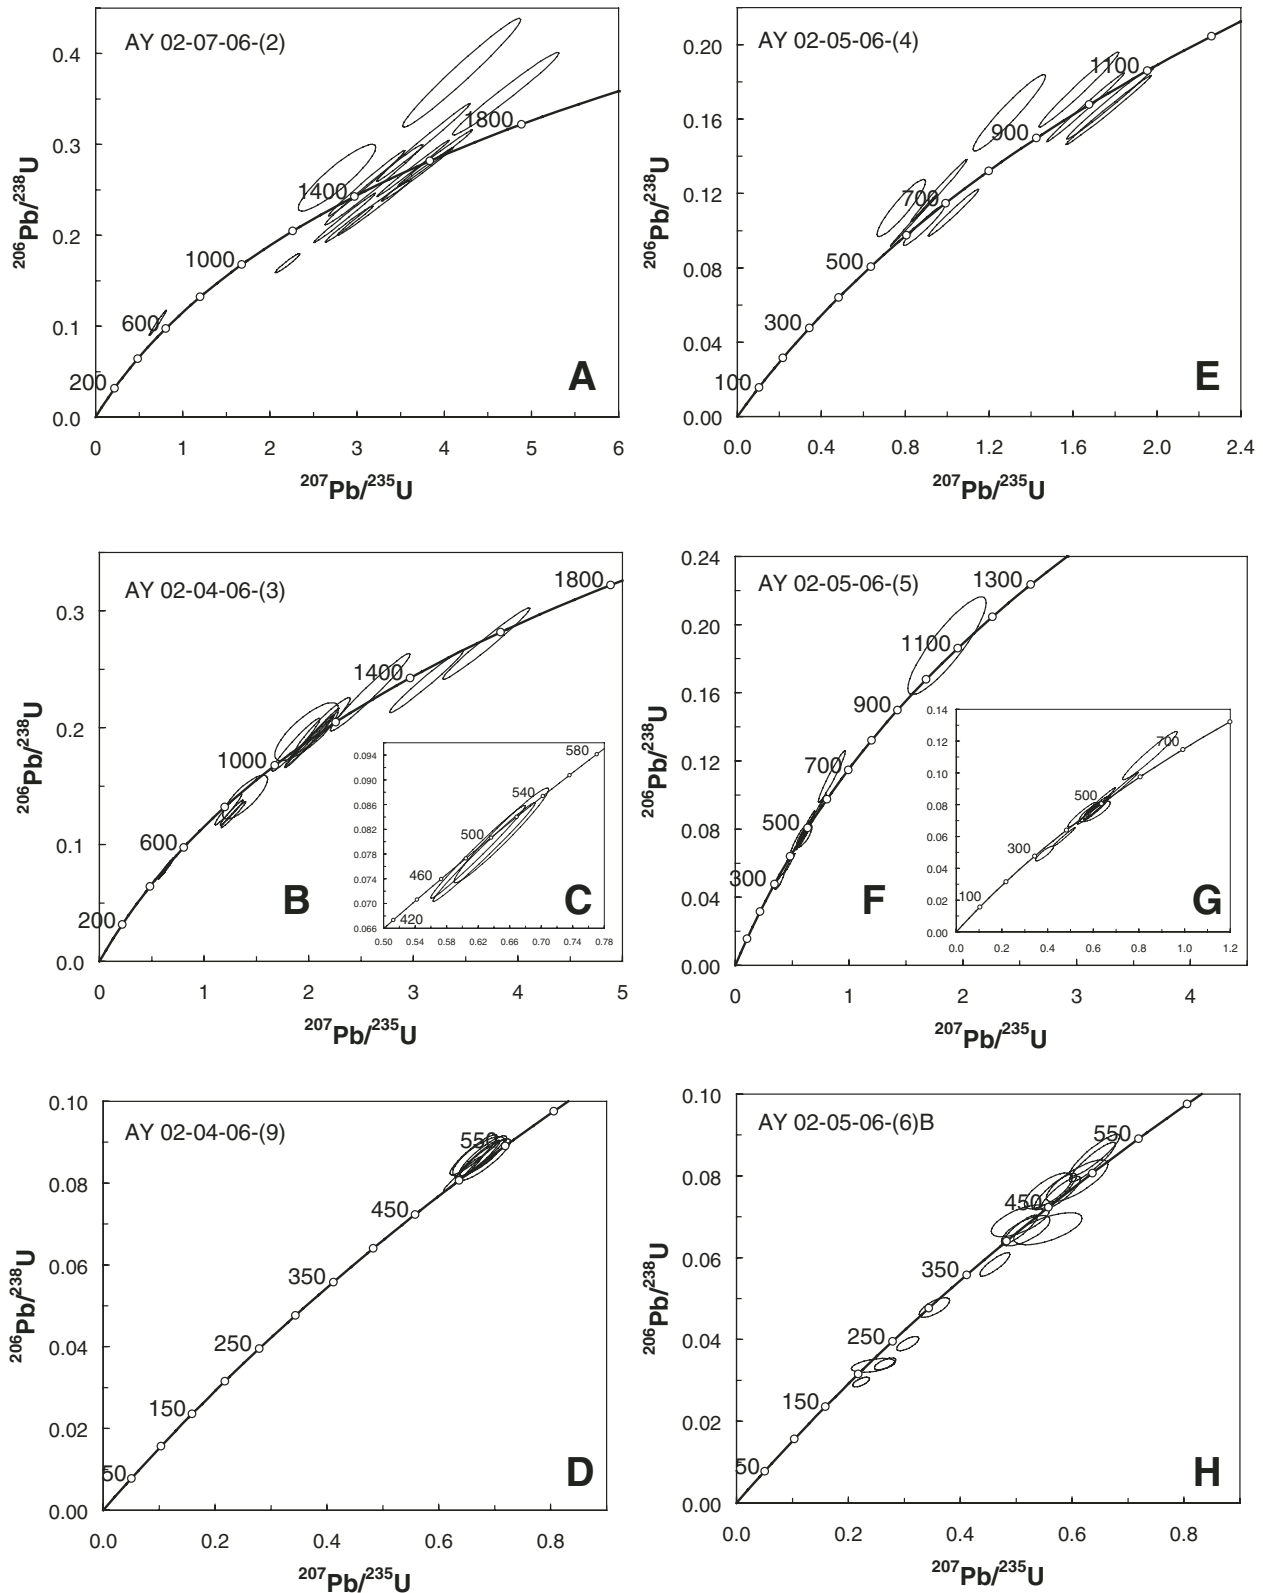 AY 02-07-06-(2)
0.4
0.3
0.2
0.1
0.0
1800
1400
1000
600
200
A
0 1 2 3 4 5 6
206Pb/238U
207Pb/235U
AY 02-05-06-(4)
0.20
0.16
0.12
0.08
0.04
0.00
1100
900
700
500
300
100
E
0.0 0.4 0.8 1.2 1.6 2.0 2.4
206Pb/238U
207Pb/235U
AY 02-04-06-(3)
0.3
0.2
0.1
0.0
1800
1400
1000
600
200
B
0 1 2 3 4 5
206Pb/238U
207Pb/235U
0.094
0.090
0.086
0.082
0.078
0.074
0.070
0.066
580
540
500
460
420
C
0.50 0.54 0.58 0.62 0.66 0.70 0.74 0.78
AY 02-05-06-(5)
0.24
0.20
0.16
0.12
0.08
0.04
0.00
1300
1100
900
700
500
300
F
0 1 2 3 4
206Pb/238U
207Pb/235U
0.14
0.12
0.10
0.08
0.06
0.04
0.02
0.00
700
500
300
100
G
0.0 0.2 0.4 0.6 0.8 1.0 1.2
AY 02-04-06-(9)
0.10
0.08
0.06
0.04
0.02
0.00
550
450
350
250
150
50
D
0.0 0.2 0.4 0.6 0.8
206Pb/238U
207Pb/235U
AY 02-05-06-(6)B
0.10
0.08
0.06
0.04
0.02
0.00
550
450
350
250
150
50
H
0.0 0.2 0.4 0.6 0.8
206Pb/238U
207Pb/235U